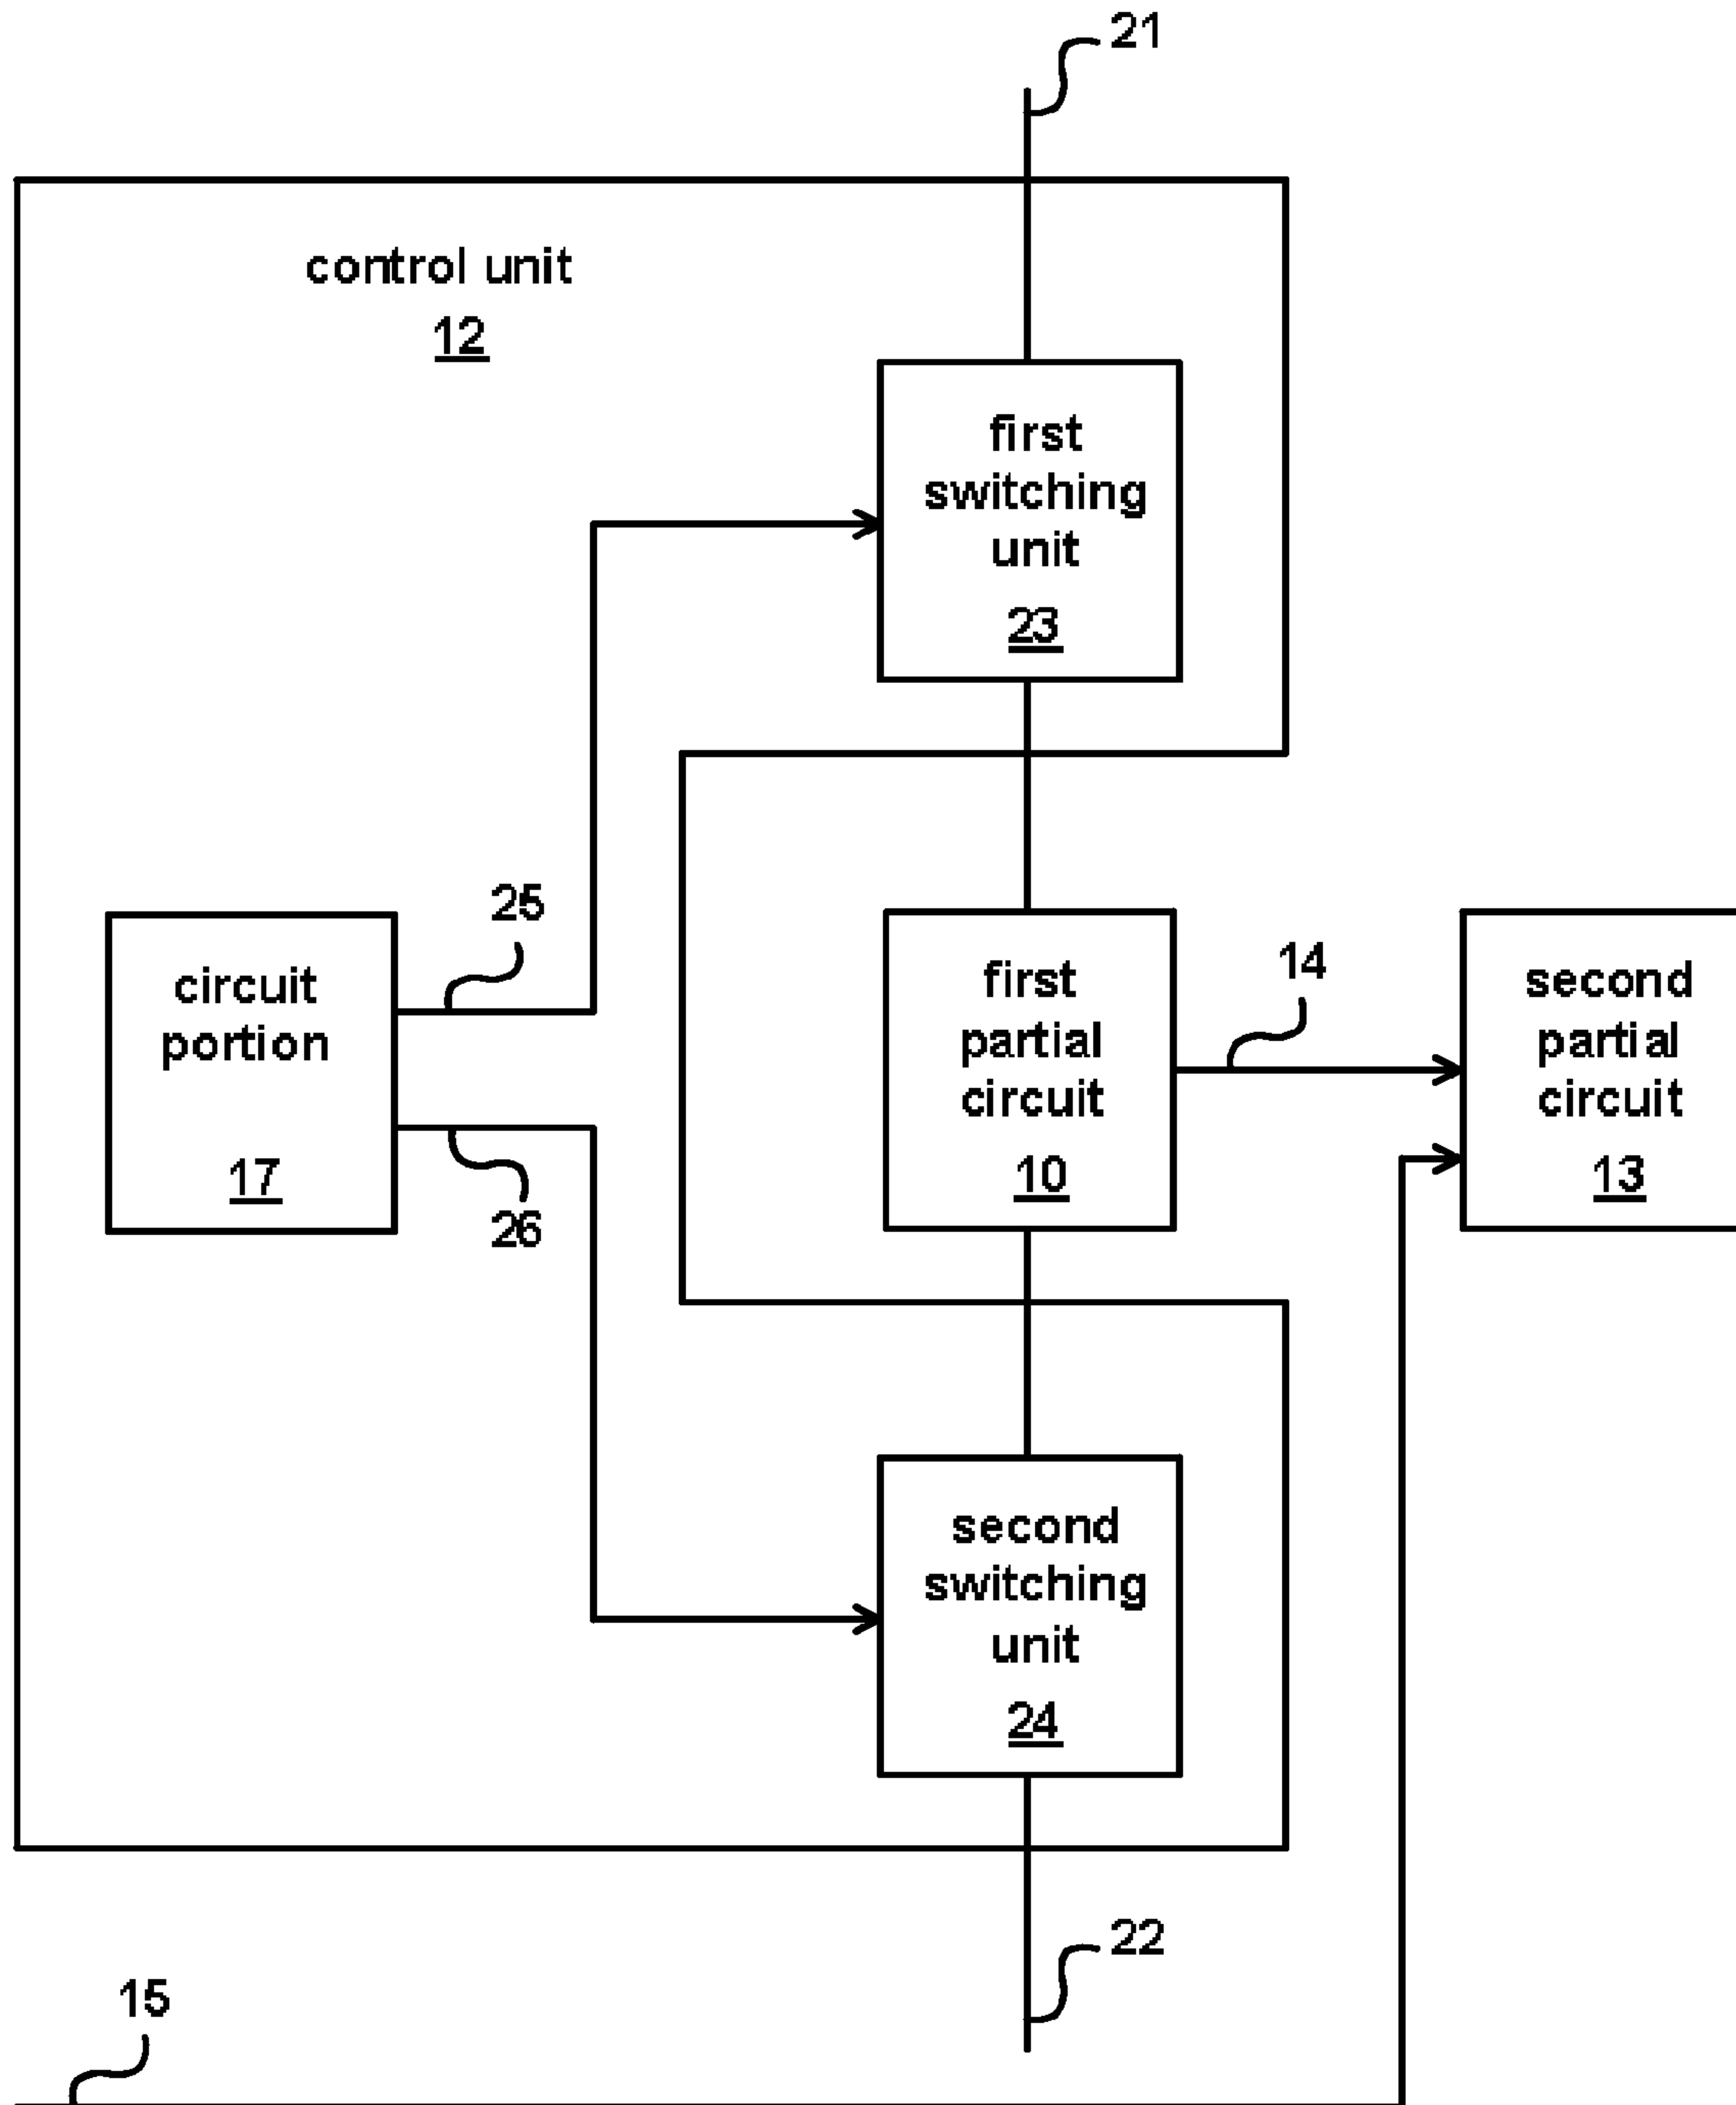 21
control unit
12
first
switching
unit
23
25
circuit
portion
17
26
first
partial
circuit
10
14
second
partial
circuit
13
second
switching
unit
24
22
15